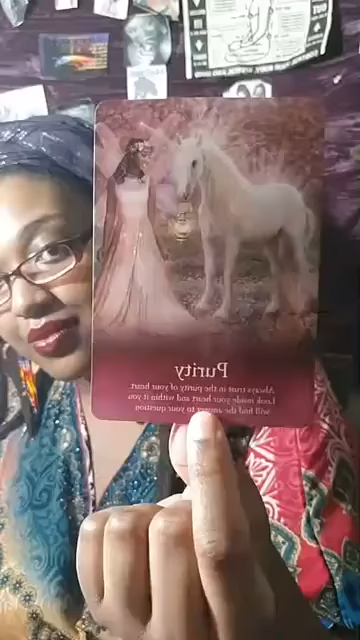 Purity
Always trust in the purity of your heart.
Look inside your heart and within it you
will find the answer to your question